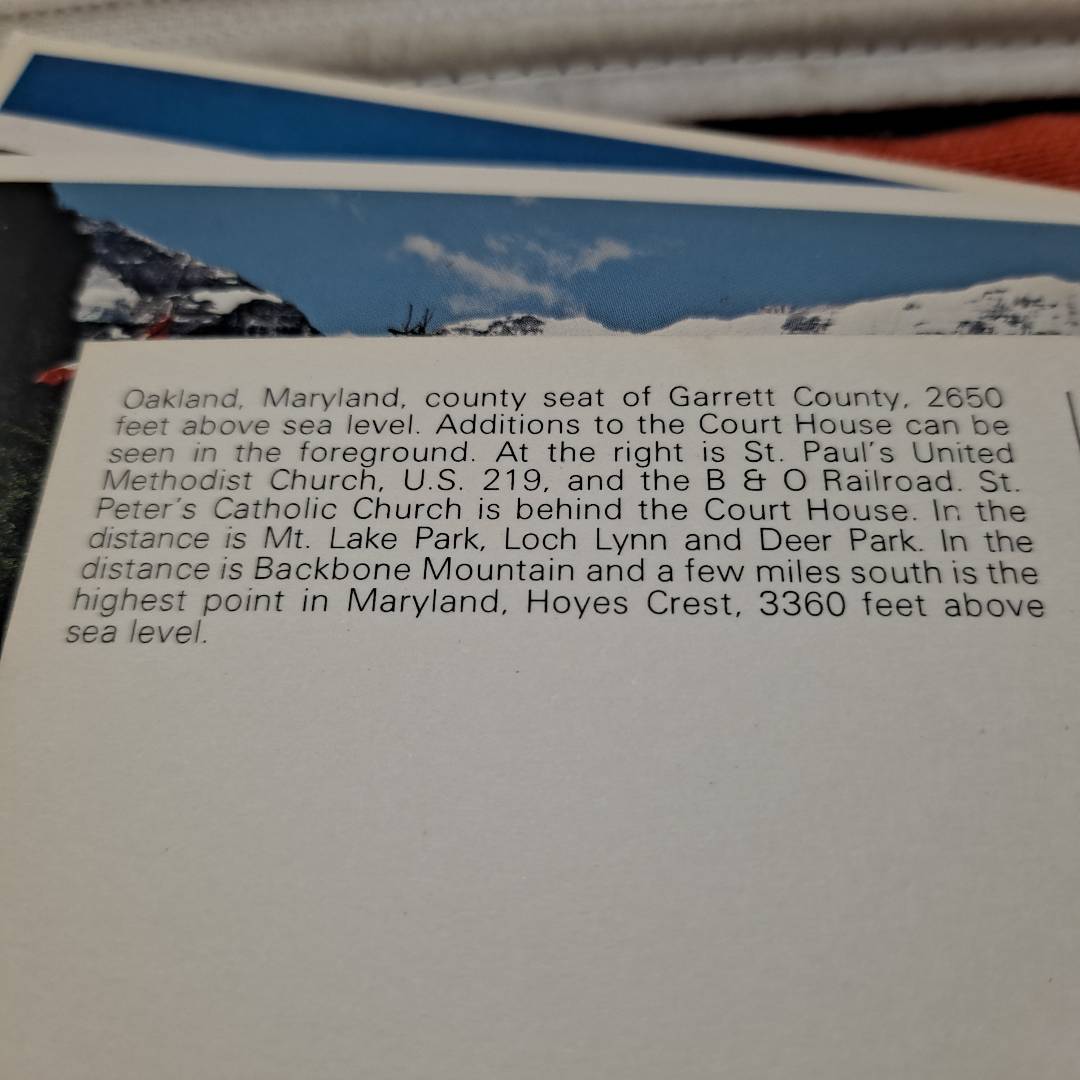 Oakland, Maryland, county seat of Garrett County, 2650
feet above sea level. Additions to the Court House can be
seen in the foreground. At the right is St. Paul's United
Methodist Church, U.S. 219, and the B & O Railroad. St.
Peter's Catholic Church is behind the Court House. In the
distance is Mt. Lake Park, Loch Lynn and Deer Park. In the
distance is Backbone Mountain and a few miles south is the
highest point in Maryland, Hoyes Crest, 3360 feet above
sea level.